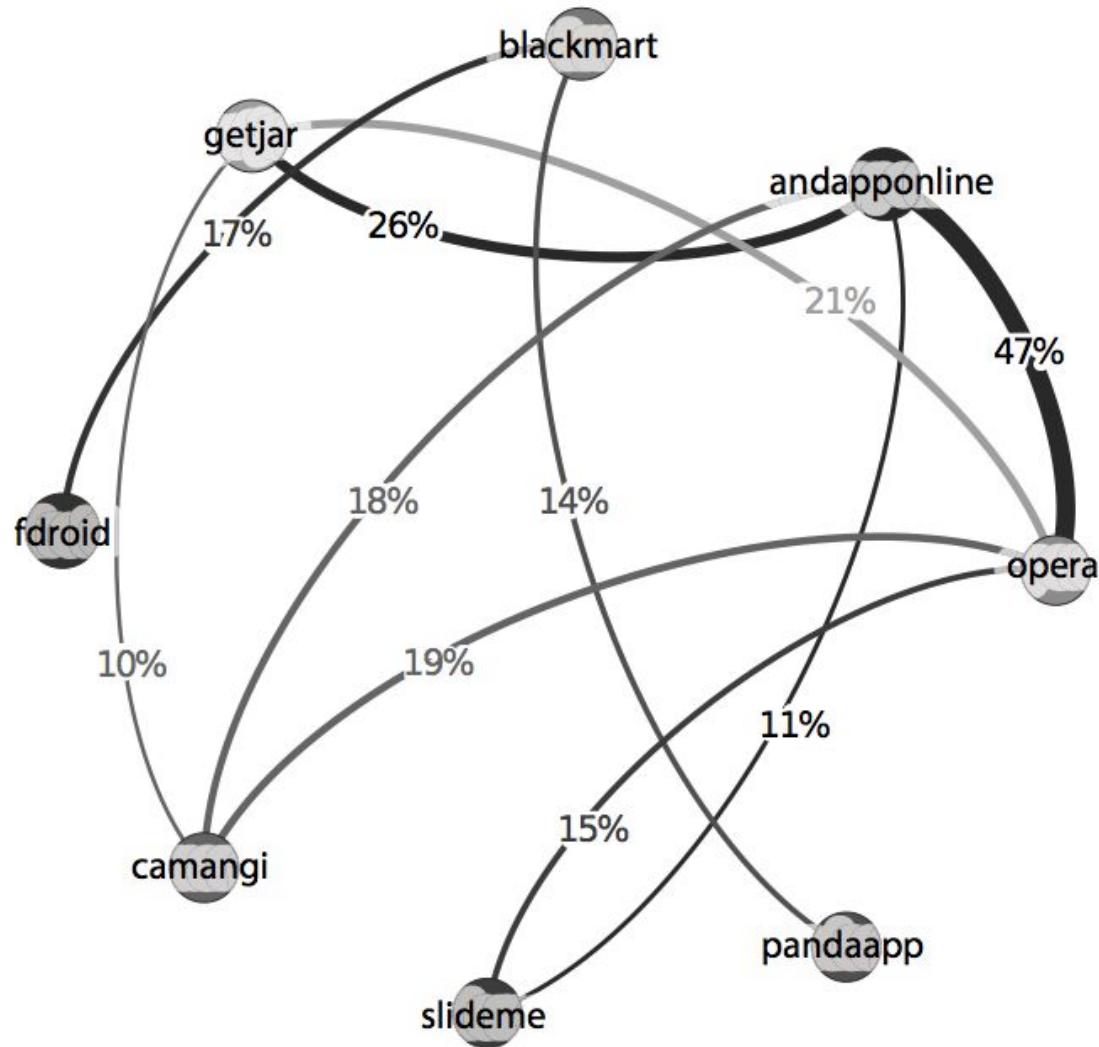 blackmart
getjar
andapponline
17%
26%
21%
47%
18%
14%
fdroid
opera
10%
19%
11%
15%
camangi
pandaapp
slideme